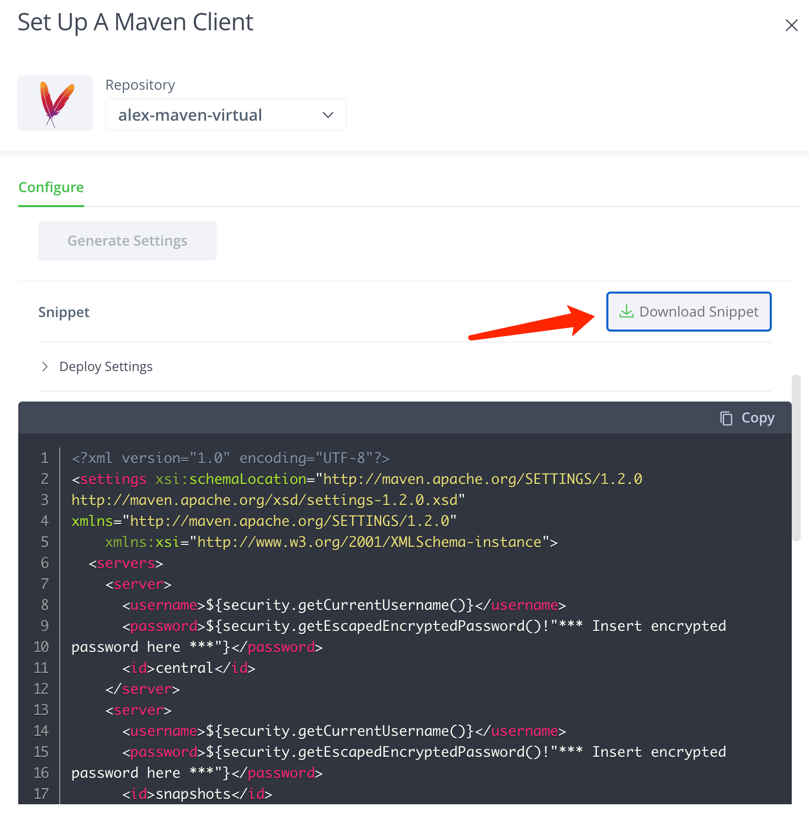 Set Up A Maven Client
Repository
alex-maven-virtual
Configure
Generate Settings
Snippet
Download Snippet
Deploy Settings
Copy
1 <?xml version="1.0" encoding="UTF-8"?>
2 <settings xsi:schemaLocation="http://maven.apache.org/SETTINGS/1.2.0
3 http://maven.apache.org/xsd/settings-1.2.0.xsd"
4 xmlns="http://maven.apache.org/SETTINGS/1.2.0"
5     xmlns:xsi="http://www.w3.org/2001/XMLSchema-instance">
6   <servers>
7     <server>
8       <username>${security.getCurrentUsername()}</username>
9       <password>${security.getEscapedEncryptedPassword()!"*** Insert encrypted
10 password here ***"}</password>
11       <id>central</id>
12     </server>
13     <server>
14       <username>${security.getCurrentUsername()}</username>
15       <password>${security.getEscapedEncryptedPassword()!"*** Insert encrypted
16 password here ***"}</password>
17       <id>snapshots</id>